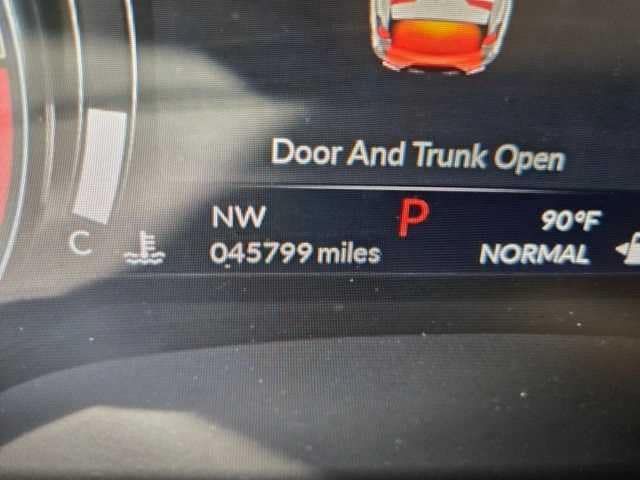 Door And Trunk Open
NW P 90°F
C 045799 miles NORMAL